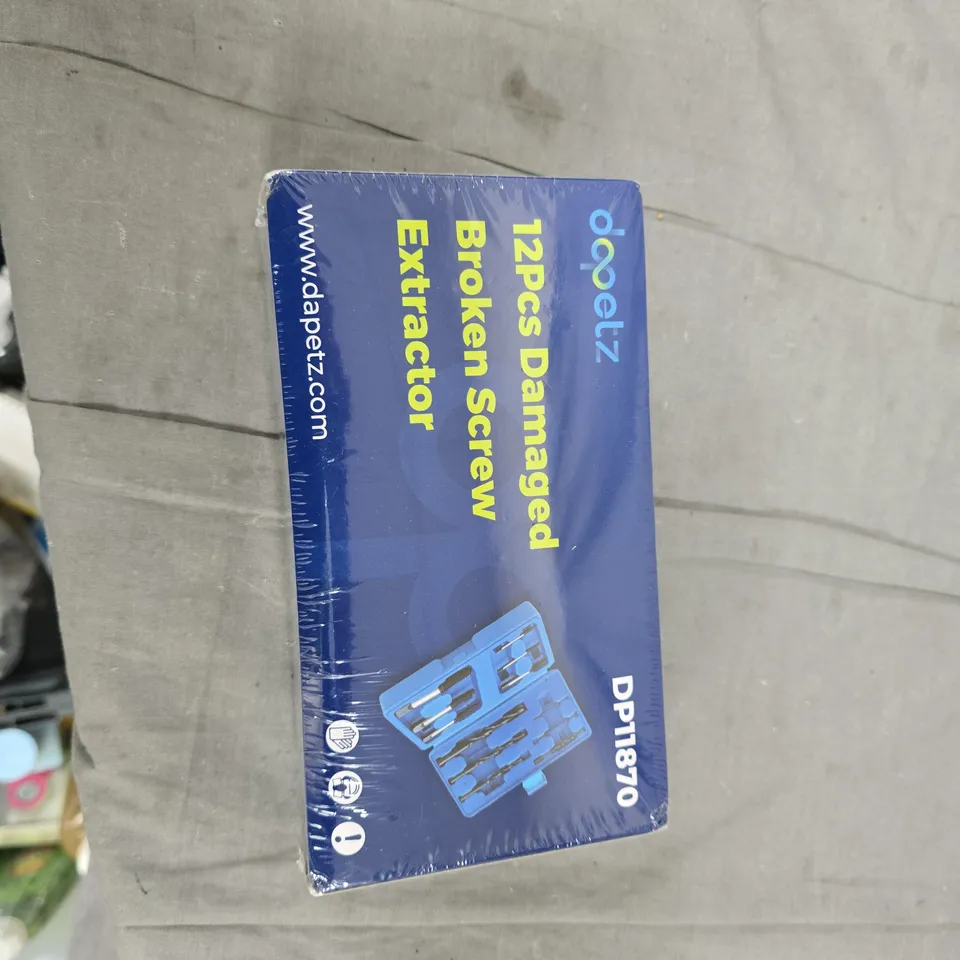 dapetz
DP11870
12Pcs Damaged
Broken Screw
Extractor
www.dapetz.com